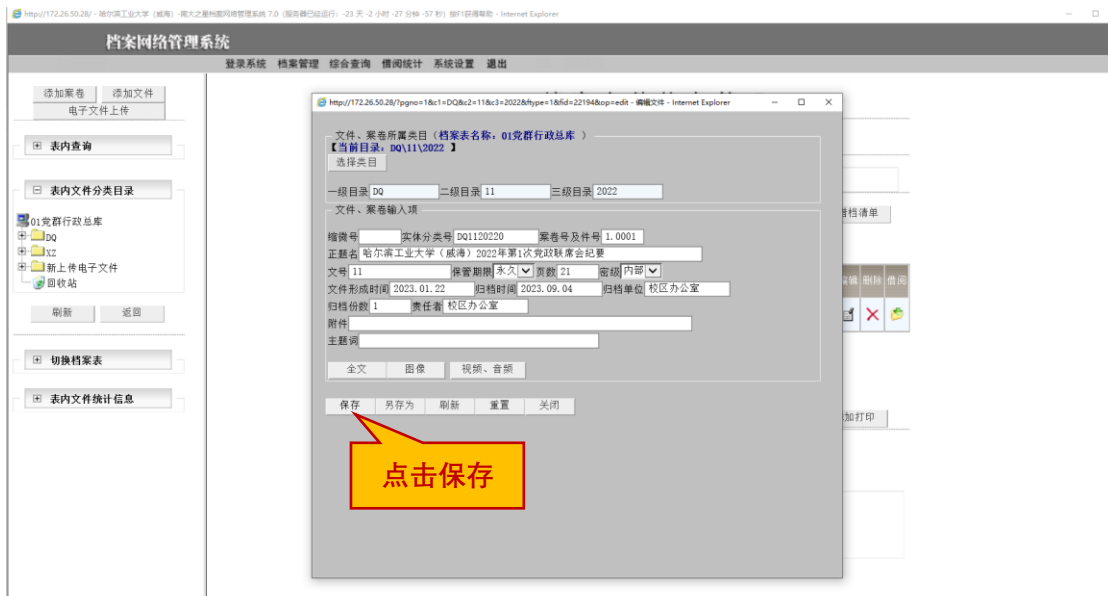 http://172.26.50.28/ - 哈尔滨工业大学（威海）-南大之星档案网络管理系统 7.0（服务器已经运行：-23 天 -2 小时 -27 分钟 -57 秒）按F1获得帮助 - Internet Explorer
档案网络管理系统
登录系统 档案管理 综合查询 借阅统计 系统设置 退出
添加案卷 添加文件
电子文件上传
表内查询
表内文件分类目录
01党群行政总库
DQ
XZ
新上传电子文件
回收站
刷新 返回
切换档案表
表内文件统计信息
http://172.26.50.28/?pgno=1&c1=DQ&c2=11&c3=2022&ftype=1&fid=22194&op=edit - 编辑文件 - Internet Explorer
文件、案卷所属类目（档案表名称：01党群行政总库 ）
【当前目录：DQ\11\2022 】
选择类目
一级目录 DQ 二级目录 11 三级目录 2022
文件、案卷输入项
缩微号 实体分类号 DQ1120220 案卷号及件号 1.0001
正题名 哈尔滨工业大学（威海）2022年第1次党政联席会纪要
文号 11 保管期限 永久 页数 21 密级 内部
文件形成时间 2023.01.22 归档时间 2023.09.04 归档单位 校区办公室
归档份数 1 责任者 校区办公室
附件
主题词
全文 图像 视频、音频
保存 另存为 刷新 重置 关闭
点击保存
档清单
删除 借阅
加打印